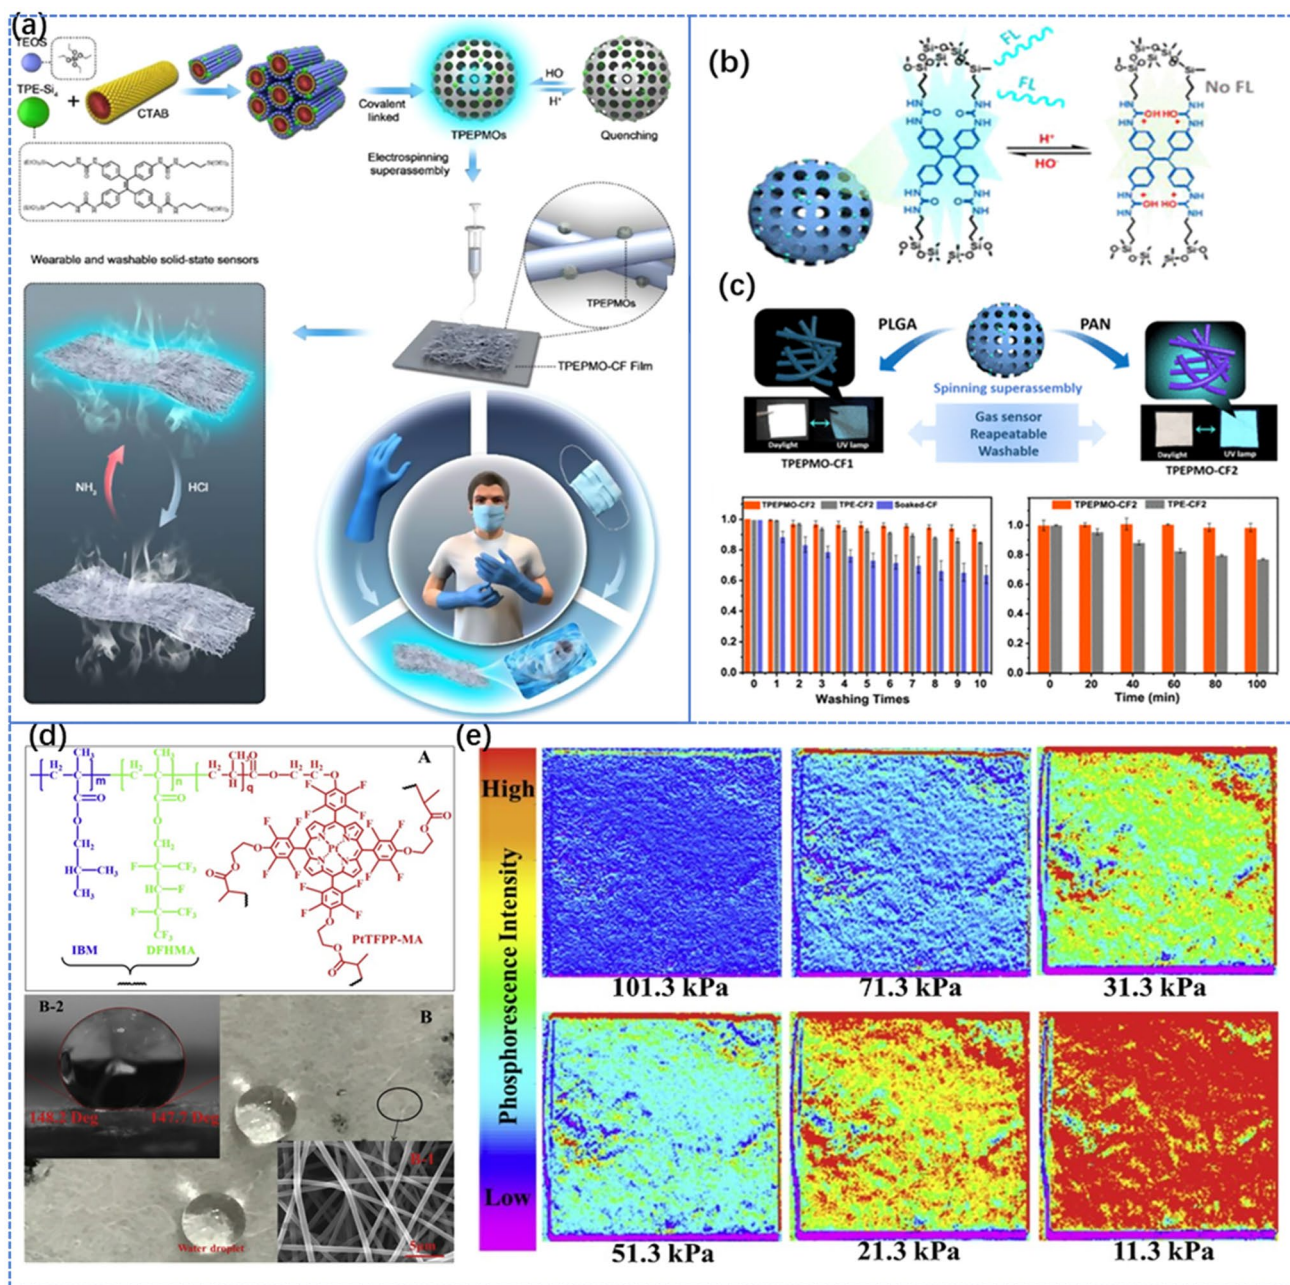 (a)
TEOS
TPE-Si4
+
CTAB
Covalent
linked
TPEPMOs
HO
H+
Quenching
Electrospinning
superassembly
TPEPMOs
TPEPMO-CF Film
Wearable and washable solid-state sensors
NH3
HCl
(b)
FL
FL
No FL
H+
HO-
(c)
PLGA
PAN
Spinning superassembly
Gas sensor
Reapeatable
Washable
Daylight
UV lamp
TPEPMO-CF1
Daylight
UV lamp
TPEPMO-CF2
TPEPMO-CF2
TPE-CF2
Soaked-CF
1.0
0.8
0.6
0.4
0.2
0.0
0 1 2 3 4 5 6 7 8 9 10
Washing Times
TPEPMO-CF2
TPE-CF2
1.0
0.8
0.6
0.4
0.2
0.0
0 20 40 60 80 100
Time (min)
(d)
A
IBM
DFHMA
PtTFPP-MA
B-2
B
148.2 Deg
147.7 Deg
B-1
5μm
Water droplet
(e)
High
Phosphorescence Intensity
Low
101.3 kPa
71.3 kPa
31.3 kPa
51.3 kPa
21.3 kPa
11.3 kPa